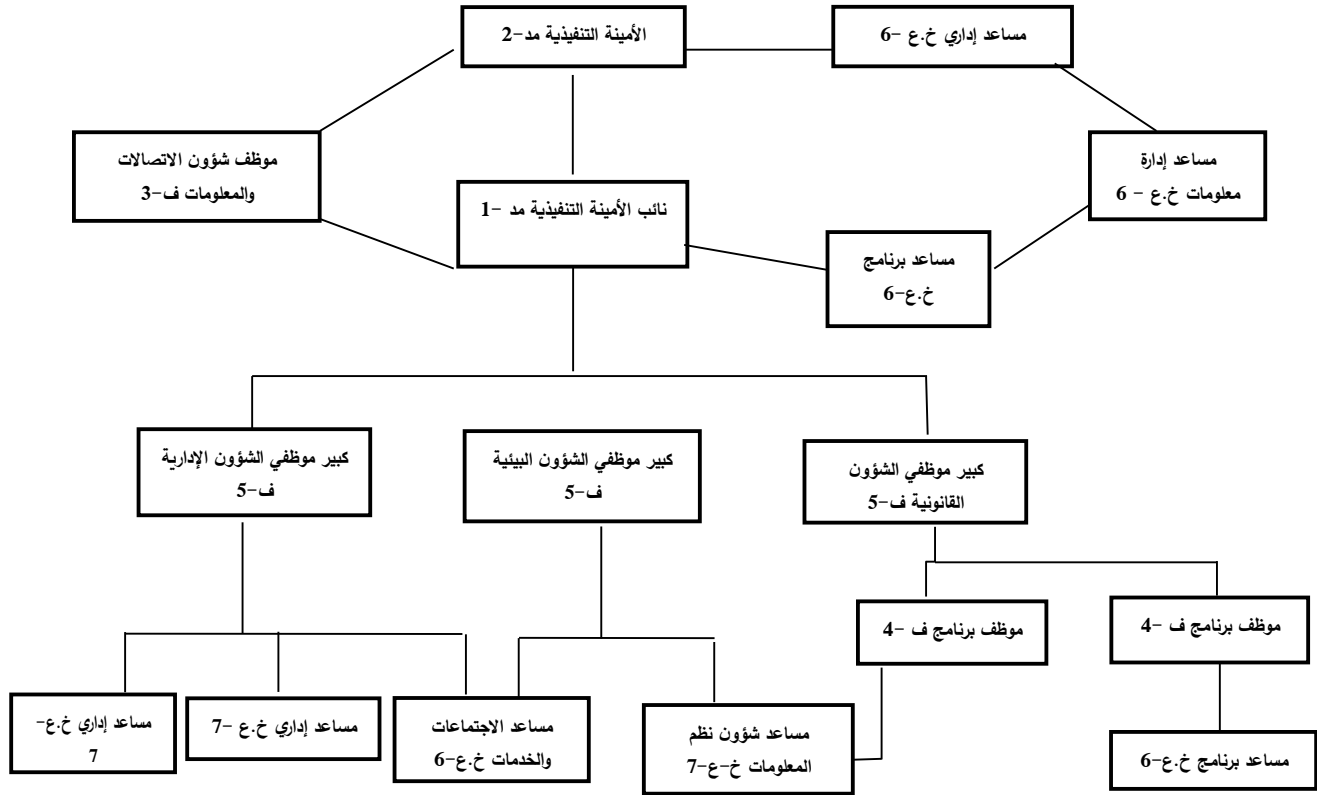 الأمينة التنفيذية مد-2
مساعد إداري خ.ع -6
موظف شؤون الاتصالات
والمعلومات ف-3
مساعد إدارة
معلومات خ.ع - 6
نائب الأمينة التنفيذية مد -1
مساعد برنامج
خ.ع-6
كبير موظفي الشؤون القانونية ف-5
كبير موظفي الشؤون البيئية
ف-5
كبير موظفي الشؤون الإدارية
ف-5
موظف برنامج ف -4
موظف برنامج ف -4
مساعد برنامج خ.ع-6
مساعد شؤون نظم
المعلومات خ-ع-7
مساعد الاجتماعات
والخدمات خ.ع-6
مساعد إداري خ.ع -7
مساعد إداري خ.ع-
7